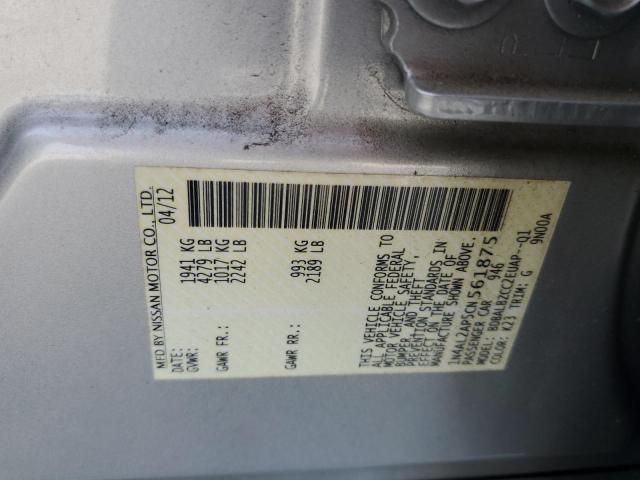 MFD BY NISSAN MOTOR CO., LTD.
04/12
GVWR: 1941 KG
4279 LB
GAWR FR: 1017 KG
2242 LB
GAWR RR: 993 KG
2189 LB
THIS VEHICLE CONFORMS TO
ALL APPLICABLE FEDERAL
MOTOR VEHICLE SAFETY,
BUMPER, AND THEFT
PREVENTION STANDARDS IN
EFFECT ON THE DATE OF
MANUFACTURE SHOWN ABOVE.
1N4AL2AP5CN561875
PASSENGER CAR 946
MODEL: BDBALBZ
COLOR: K23 TRIM: G 9N00A